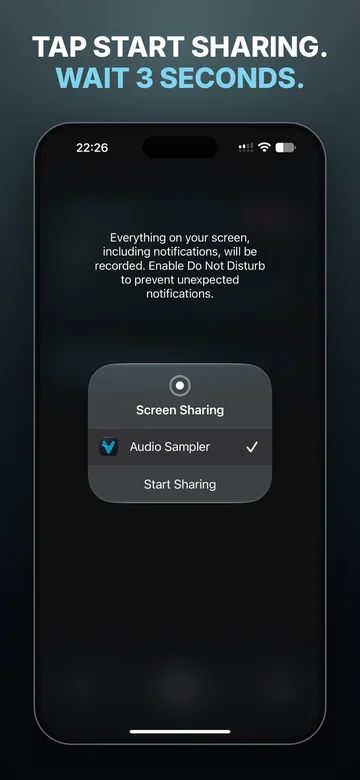 TAP START SHARING.
WAIT 3 SECONDS.
22:26
Everything on your screen,
including notifications, will be
recorded. Enable Do Not Disturb
to prevent unexpected
notifications.
Screen Sharing
Audio Sampler
Start Sharing